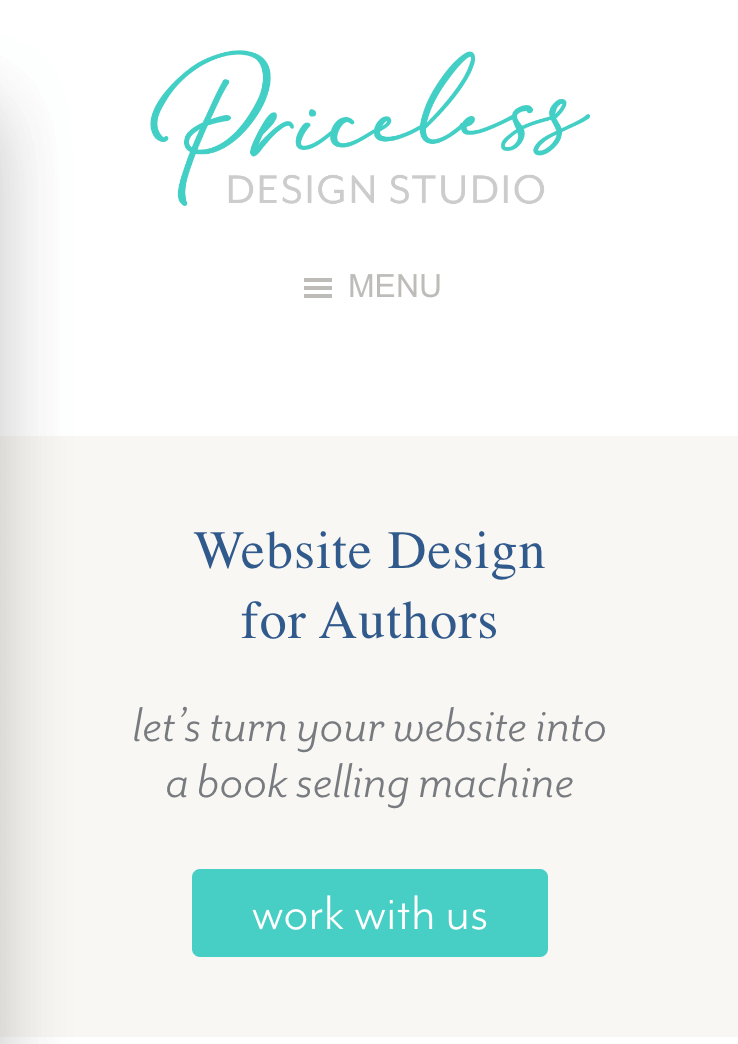 Priceless
DESIGN STUDIO
MENU
Website Design
for Authors
let’s turn your website into
a book selling machine
work with us